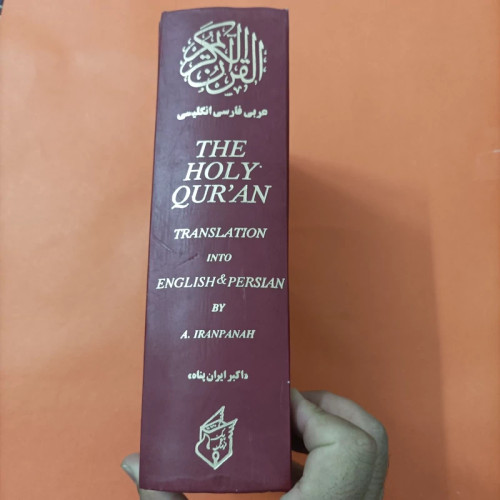 القرآن الكريم
عربی فارسی انگلیسی
THE
HOLY
QUR'AN
TRANSLATION
INTO
ENGLISH & PERSIAN
BY
A. IRANPANAH
«اکبر ایران پناه»